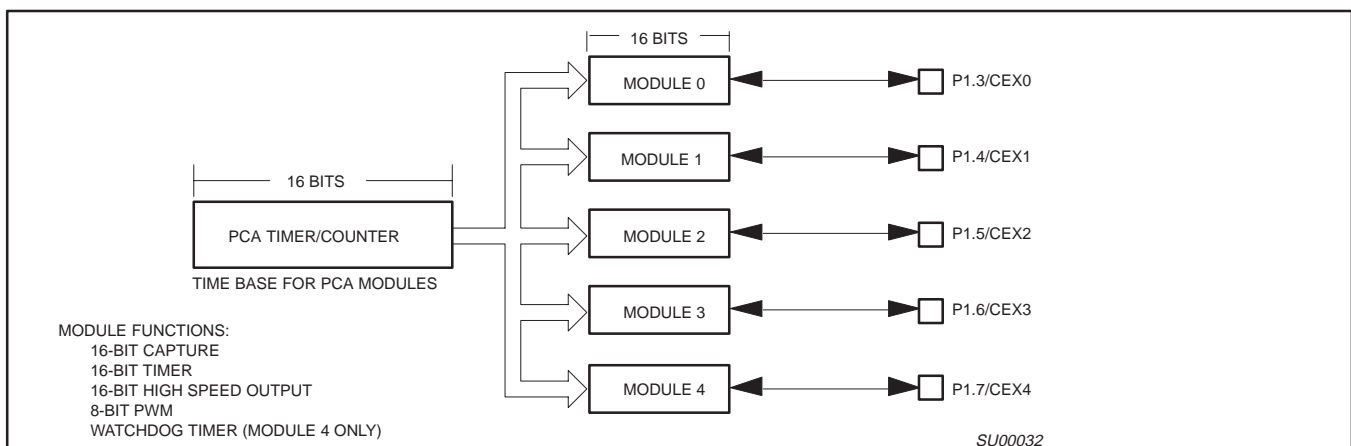 16 BITS
MODULE 0
P1.3/CEX0
MODULE 1
P1.4/CEX1
16 BITS
PCA TIMER/COUNTER
MODULE 2
P1.5/CEX2
TIME BASE FOR PCA MODULES
MODULE 3
P1.6/CEX3
MODULE FUNCTIONS:
16-BIT CAPTURE
16-BIT TIMER
16-BIT HIGH SPEED OUTPUT
8-BIT PWM
WATCHDOG TIMER (MODULE 4 ONLY)
MODULE 4
P1.7/CEX4
SU00032